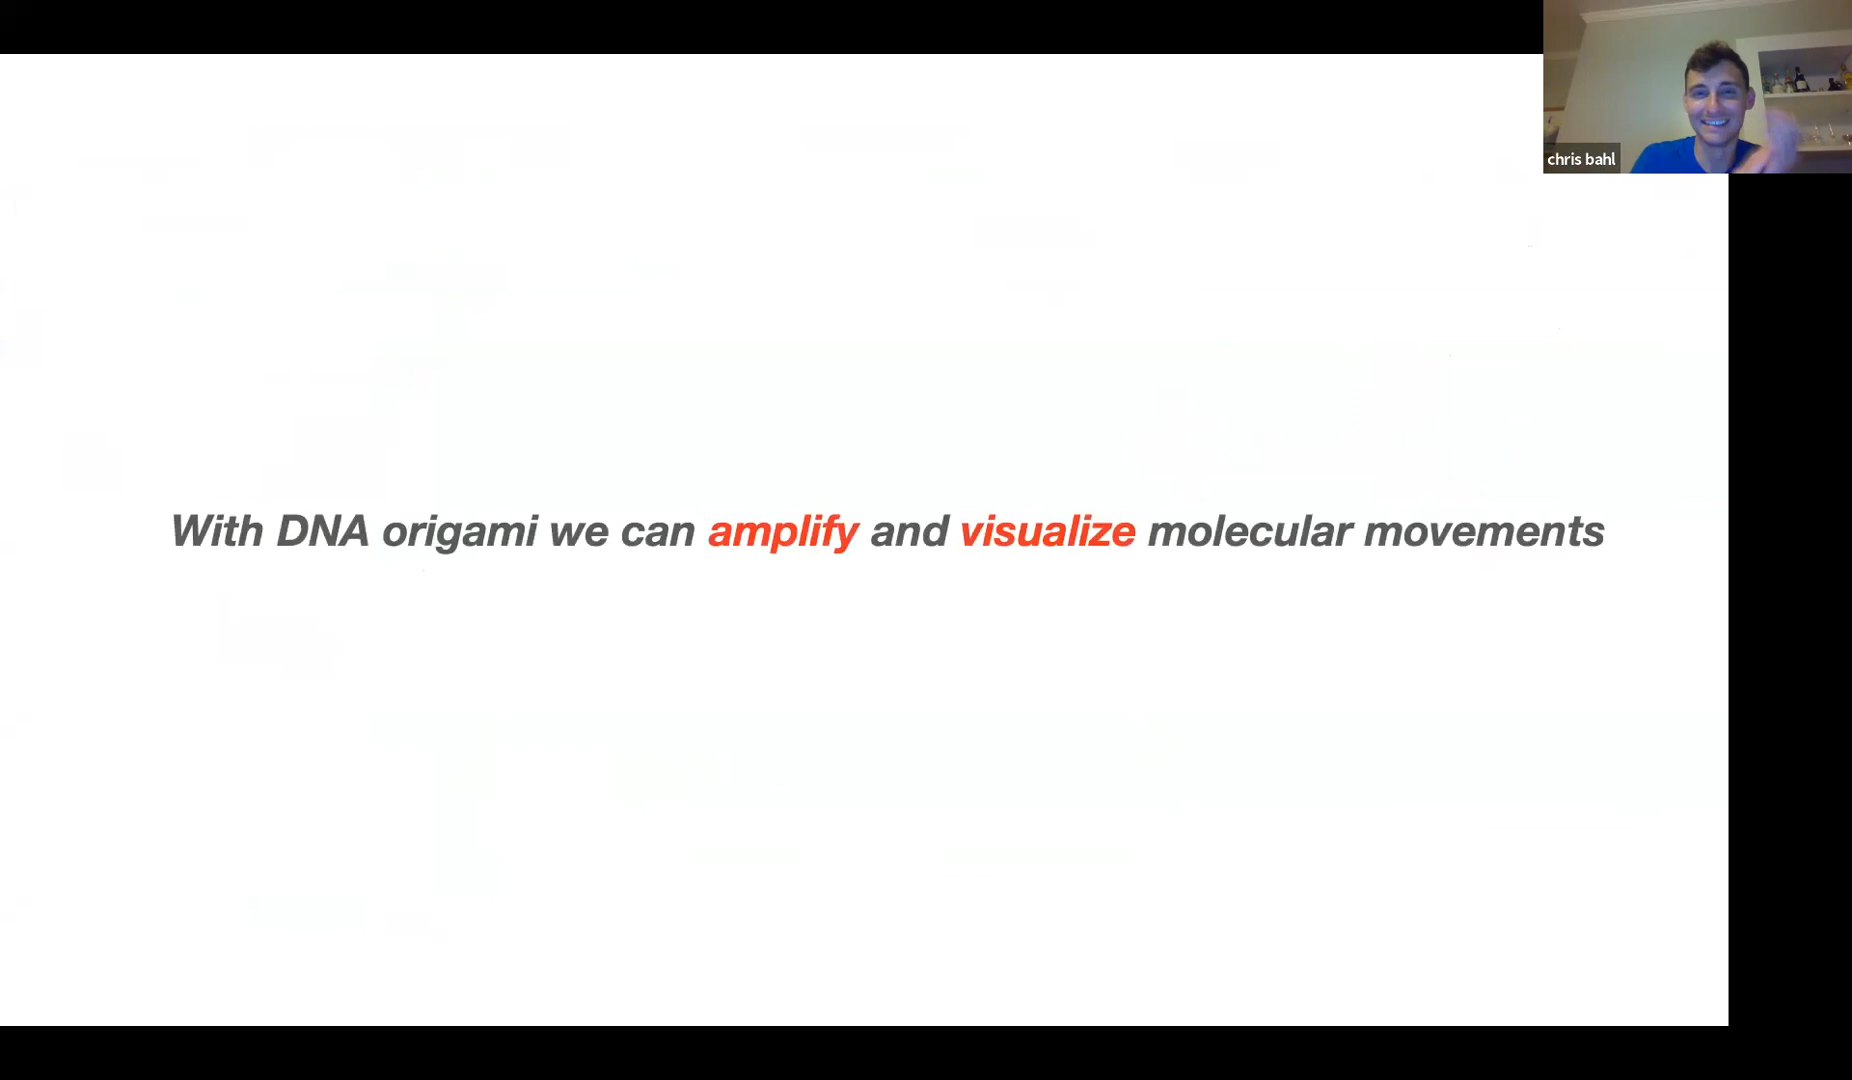 chris bahl
With DNA origami we can amplify and visualize molecular movements